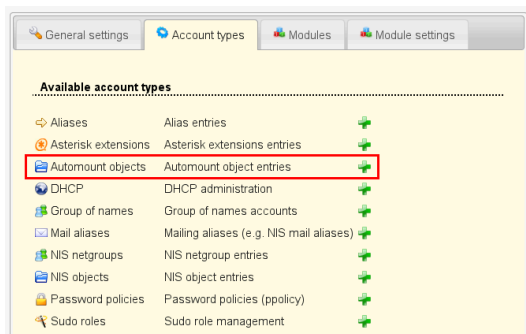 General settings Account types Modules Module settings
Available account types
Aliases Alias entries
Asterisk extensions Asterisk extensions entries
Automount objects Automount object entries
DHCP DHCP administration
Group of names Group of names accounts
Mail aliases Mailing aliases (e.g. NIS mail aliases)
NIS netgroups NIS netgroup entries
NIS objects NIS object entries
Password policies Password policies (ppolicy)
Sudo roles Sudo role management